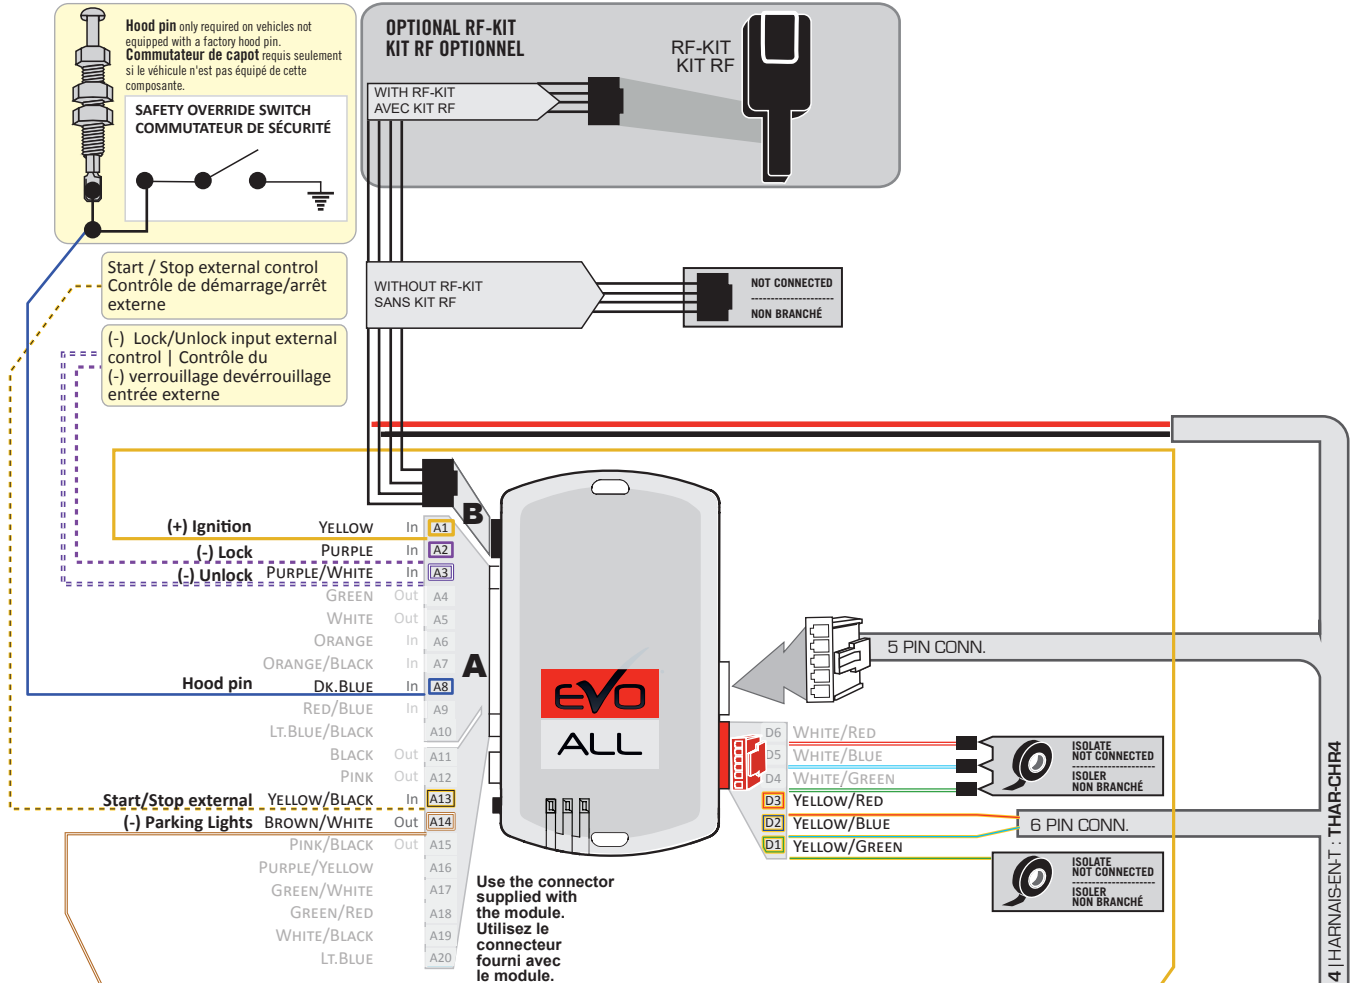 Hood pin only required on vehicles not
equipped with a factory hood pin.
Commutateur de capot requis seulement
si le véhicule n'est pas équipé de cette
composante.
SAFETY OVERRIDE SWITCH
COMMUTATEUR DE SÉCURITÉ
OPTIONAL RF-KIT
KIT RF OPTIONNEL
RF-KIT
KIT RF
WITH RF-KIT
AVEC KIT RF
Start / Stop external control
Contrôle de démarrage/arrêt
externe
WITHOUT RF-KIT
SANS KIT RF
NOT CONNECTED
NON BRANCHÉ
(-) Lock/Unlock input external
control | Contrôle du
(-) verrouillage devérrouillage
entrée externe
B
A
(+) Ignition YELLOW In A1
(-) Lock PURPLE In A2
(-) Unlock PURPLE/WHITE In A3
GREEN Out A4
WHITE Out A5
ORANGE In A6
ORANGE/BLACK In A7
Hood pin DK.BLUE In A8
RED/BLUE In A9
LT.BLUE/BLACK A10
BLACK Out A11
PINK Out A12
Start/Stop external YELLOW/BLACK In A13
(-) Parking Lights BROWN/WHITE Out A14
PINK/BLACK Out A15
PURPLE/YELLOW A16
GREEN/WHITE A17
GREEN/RED A18
WHITE/BLACK A19
LT.BLUE A20
EVO
ALL
Use the connector
supplied with
the module.
Utilisez le
connecteur
fourni avec
le module.
5 PIN CONN.
D6 WHITE/RED
D5 WHITE/BLUE
D4 WHITE/GREEN
D3 YELLOW/RED
D2 YELLOW/BLUE
D1 YELLOW/GREEN
ISOLATE
NOT CONNECTED
ISOLER
NON BRANCHÉ
6 PIN CONN.
ISOLATE
NOT CONNECTED
ISOLER
NON BRANCHÉ
4 | HARNAIS-EN-T : THAR-CHR4